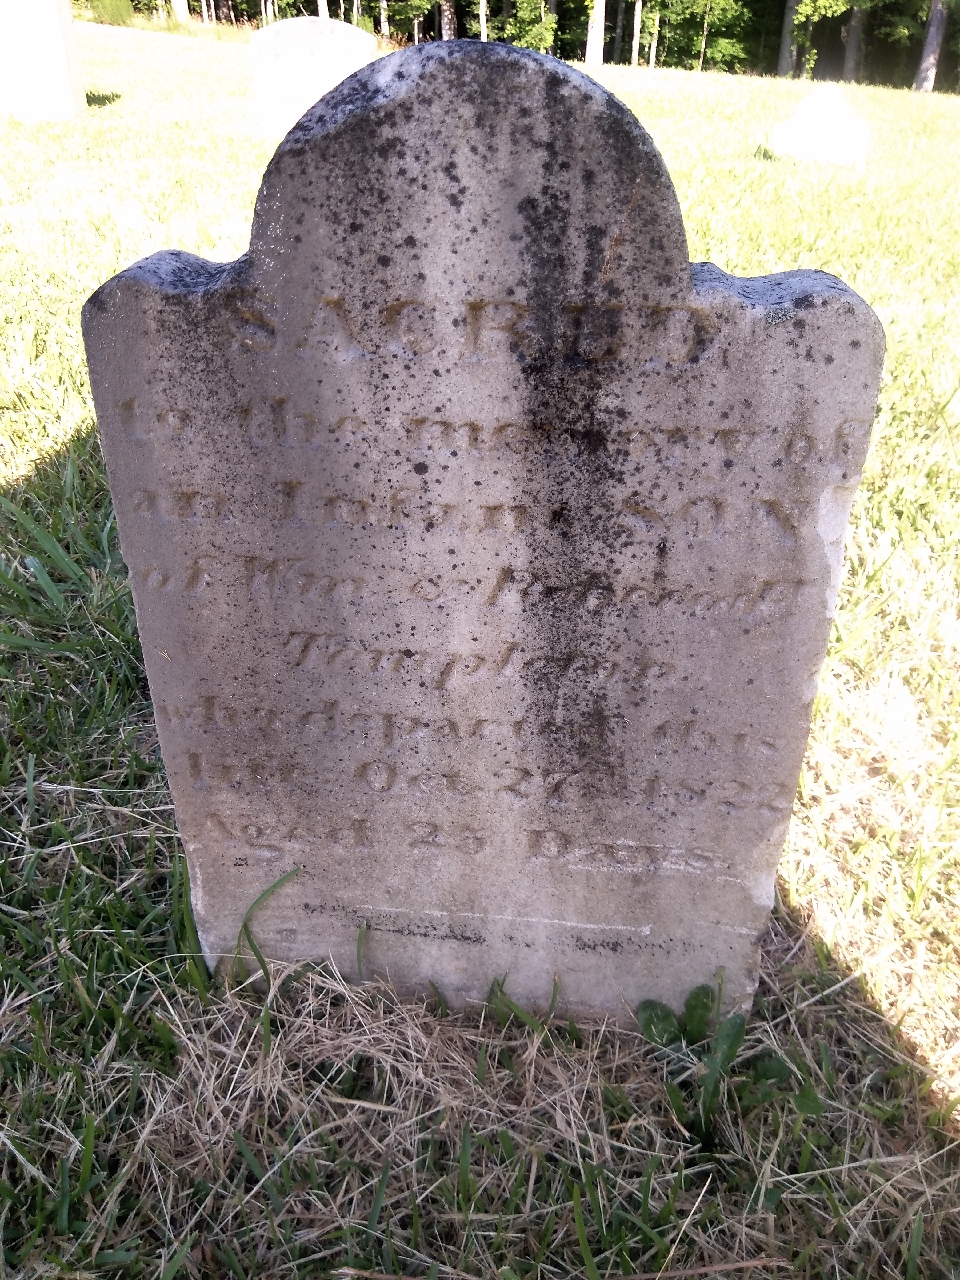 SACRED
to the memory of
an Infant SON
of Wm & Rebecah
Templeton
who departed this
life Oct 27th 1822
Aged 25 Days.